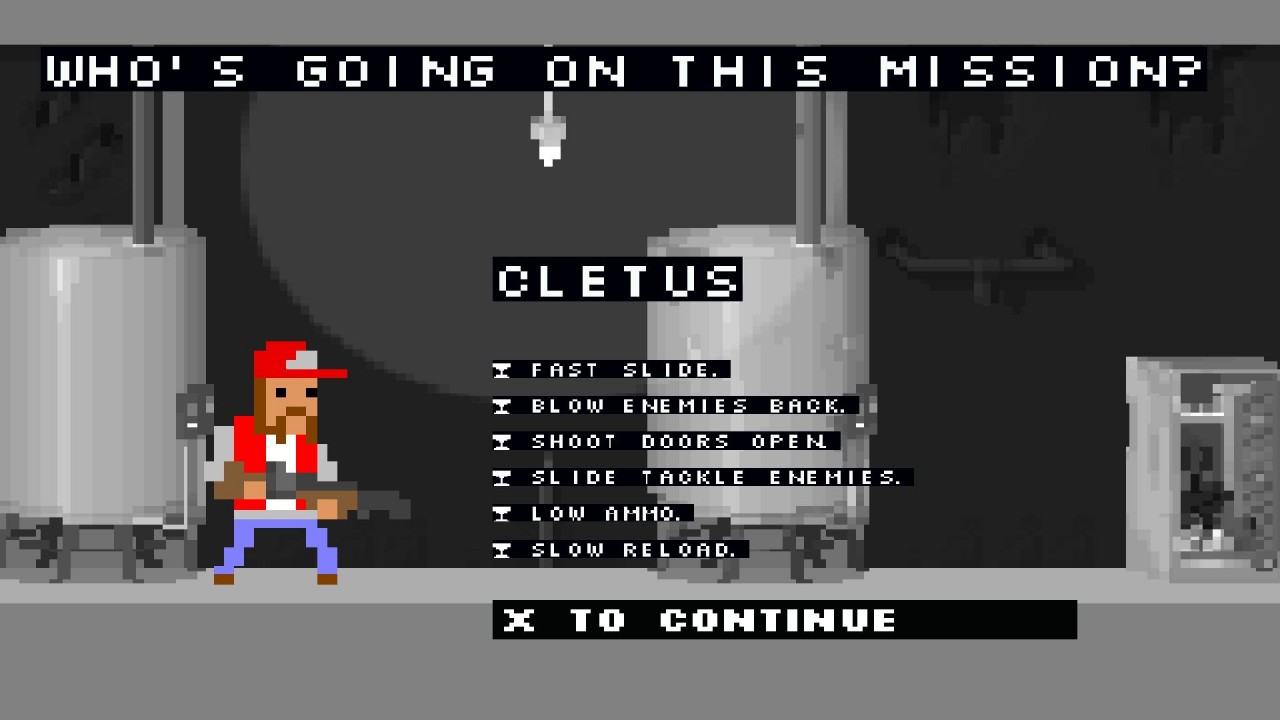 WHO'S GOING ON THIS MISSION?
CLETUS
FAST SLIDE.
BLOW ENEMIES BACK.
SHOOT DOORS OPEN.
SLIDE TACKLE ENEMIES.
LOW AMMO.
SLOW RELOAD.
X TO CONTINUE